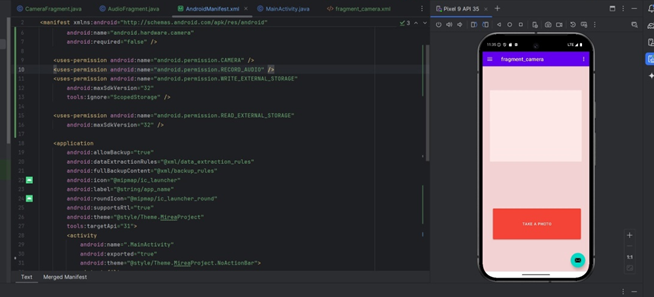 CameraFragment.java
AudioFragment.java
AndroidManifest.xml
MainActivity.java
fragment_camera.xml
Pixel 9 API 35
2 <manifest xmlns:android="http://schemas.android.com/apk/res/android"
android:name="android.hardware.camera"
android:required="false" />
<uses-permission android:name="android.permission.CAMERA" />
10 <uses-permission android:name="android.permission.RECORD_AUDIO" />
<uses-permission android:name="android.permission.WRITE_EXTERNAL_STORAGE"
android:maxSdkVersion="32"
tools:ignore="ScopedStorage" />
<uses-permission android:name="android.permission.READ_EXTERNAL_STORAGE"
android:maxSdkVersion="32" />
<application
android:allowBackup="true"
android:dataExtractionRules="@xml/data_extraction_rules"
android:fullBackupContent="@xml/backup_rules"
android:icon="@mipmap/ic_launcher"
android:label="@string/app_name"
android:roundIcon="@mipmap/ic_launcher_round"
android:supportsRtl="true"
android:theme="@style/Theme.MireaProject"
tools:targetApi="31">
<activity
android:name=".MainActivity"
android:exported="true"
android:theme="@style/Theme.MireaProject.NoActionBar">
Text Merged Manifest
3
LTE
fragment_camera
TAKE A PHOTO
1:1